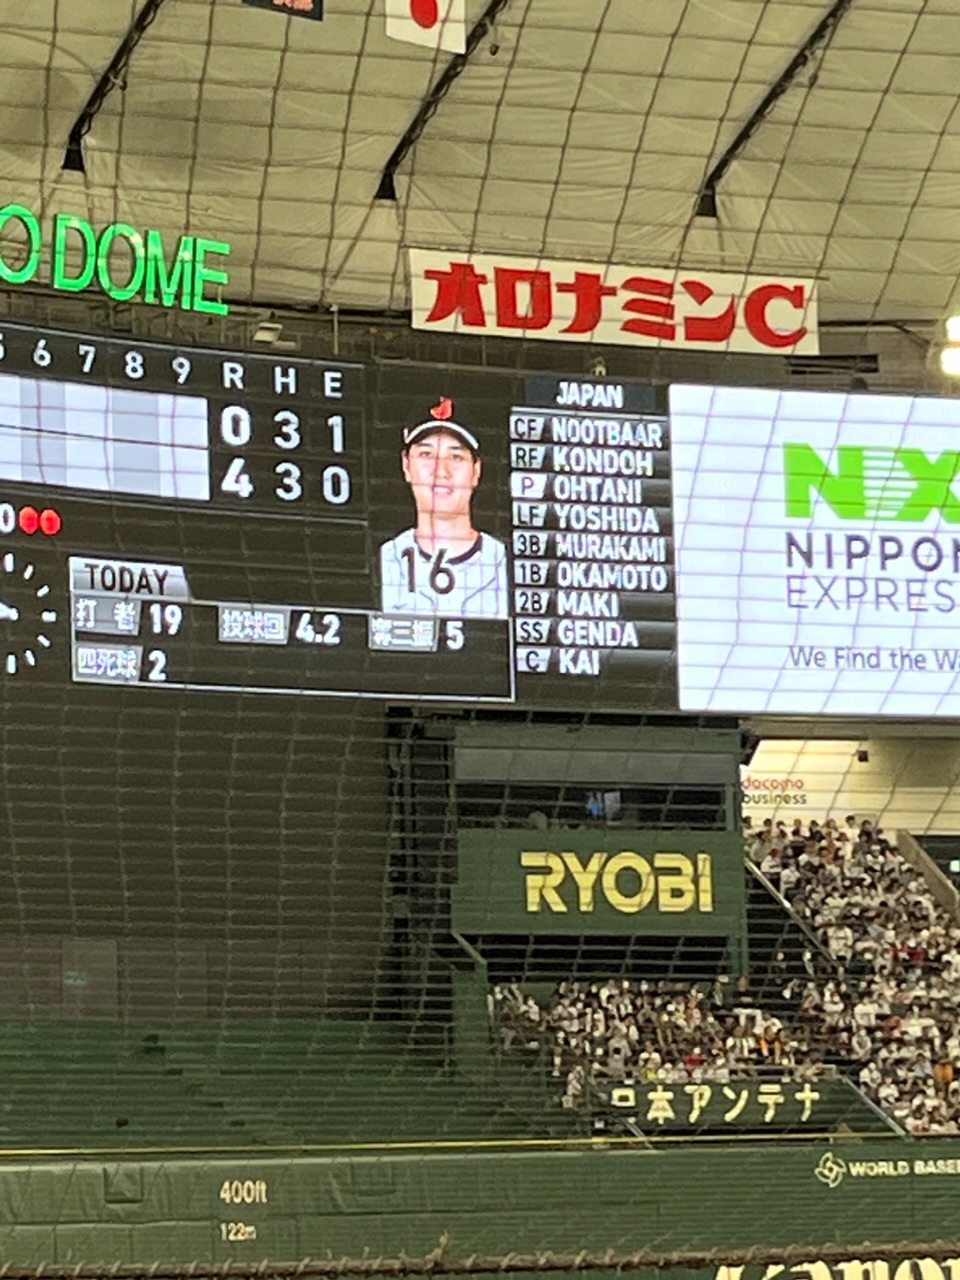 O DOME
オロナミンC
6 7 8 9 R H E
0 3 1
4 3 0
0
16
TODAY
打者 19 投球回 4.2 奪三振 5
四死球 2
JAPAN
CF NOOTBAAR
RF KONDOH
P OHTANI
LF YOSHIDA
3B MURAKAMI
1B OKAMOTO
2B MAKI
SS GENDA
C KAI
NX
NIPPON
EXPRES
We Find the Wa
docomo
business
RYOBI
日本アンテナ
WORLD BASE
400ft
122m